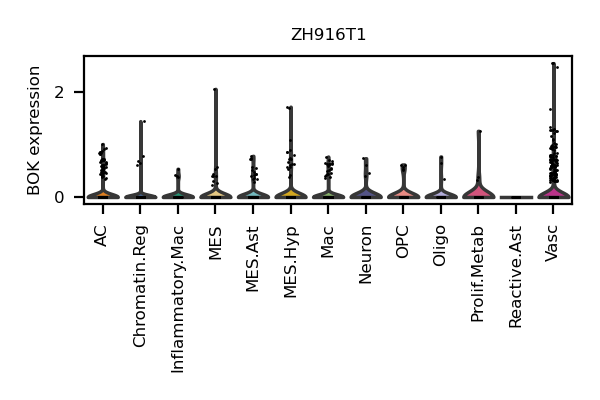 ZH916T1
BOK expression
2
0
AC
Chromatin.Reg
Inflammatory.Mac
MES
MES.Ast
MES.Hyp
Mac
Neuron
OPC
Oligo
Prolif.Metab
Reactive.Ast
Vasc